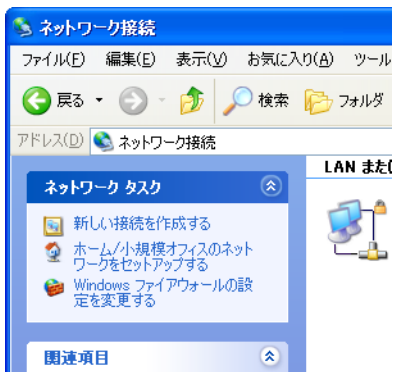 ネットワーク接続
ファイル(F) 編集(E) 表示(V) お気に入り(A) ツール
戻る 検索 フォルダ
アドレス(D) ネットワーク接続
LAN また
ネットワーク タスク
新しい接続を作成する
ホーム/小規模オフィスのネット
ワークをセットアップする
Windows ファイアウォールの設
定を変更する
関連項目